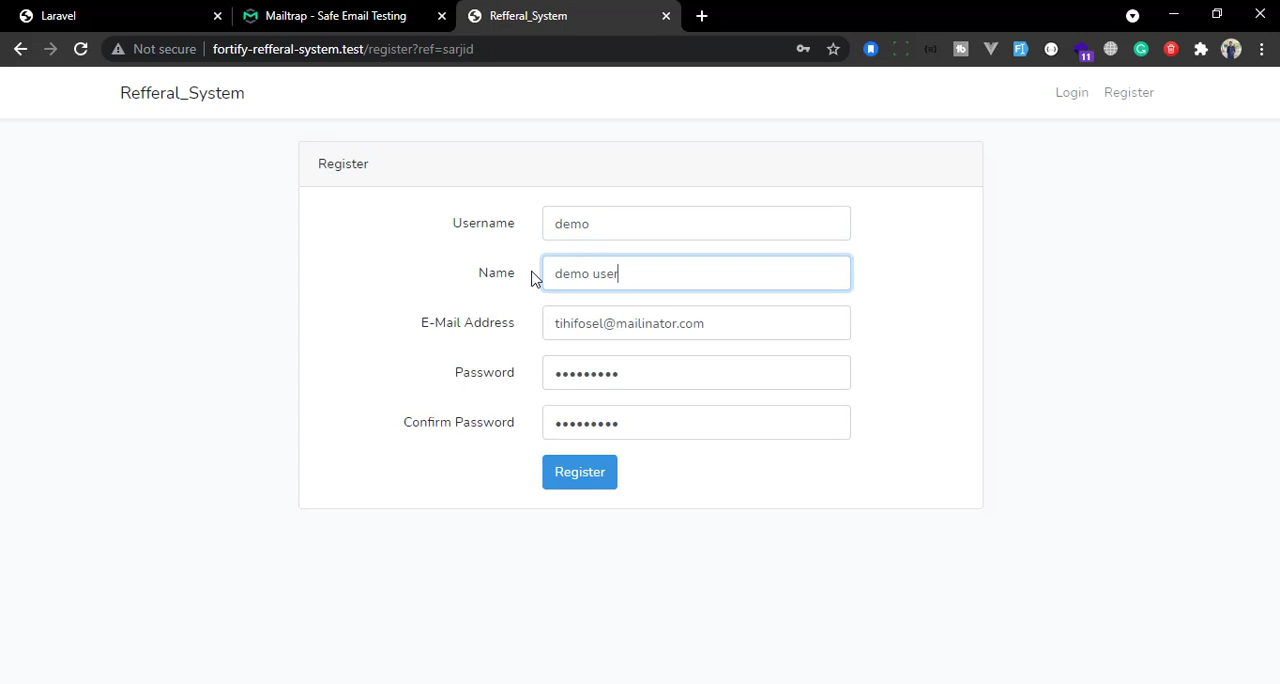 Laravel
Mailtrap - Safe Email Testing
Refferal_System
Not secure
fortify-refferal-system.test/register?ref=sarjid
11
Refferal_System
Login
Register
Register
Username
demo
Name
demo user
E-Mail Address
tihifosel@mailinator.com
Password
•••••••••
Confirm Password
•••••••••
Register